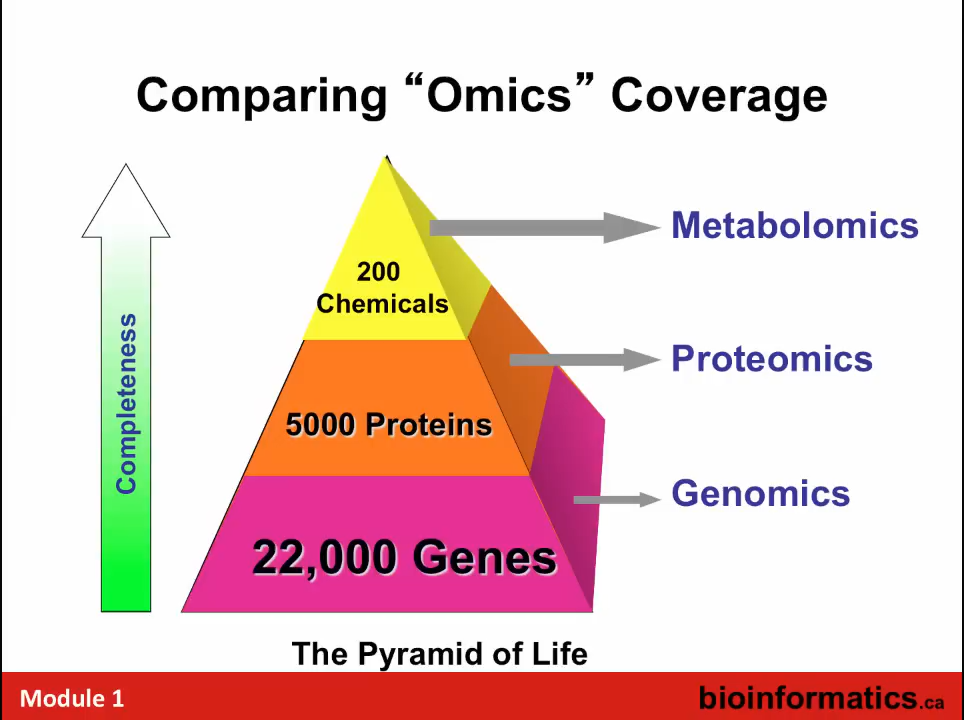 Comparing “Omics” Coverage
Completeness
200
Chemicals
5000 Proteins
22,000 Genes
Metabolomics
Proteomics
Genomics
The Pyramid of Life
Module 1
bioinformatics.ca